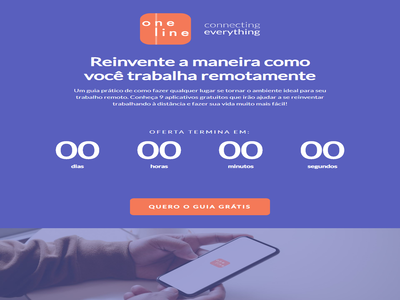 one
line
connecting
everything
Reinvente a maneira como
você trabalha remotamente
Um guia prático de como fazer qualquer lugar se tornar o ambiente ideal para seu
trabalho remoto. Conheça 9 aplicativos gratuitos que irão ajudar a se reinventar
trabalhando à distância e fazer sua vida muito mais fácil!
OFERTA TERMINA EM:
00 00 00 00
dias horas minutos segundos
QUERO O GUIA GRÁTIS